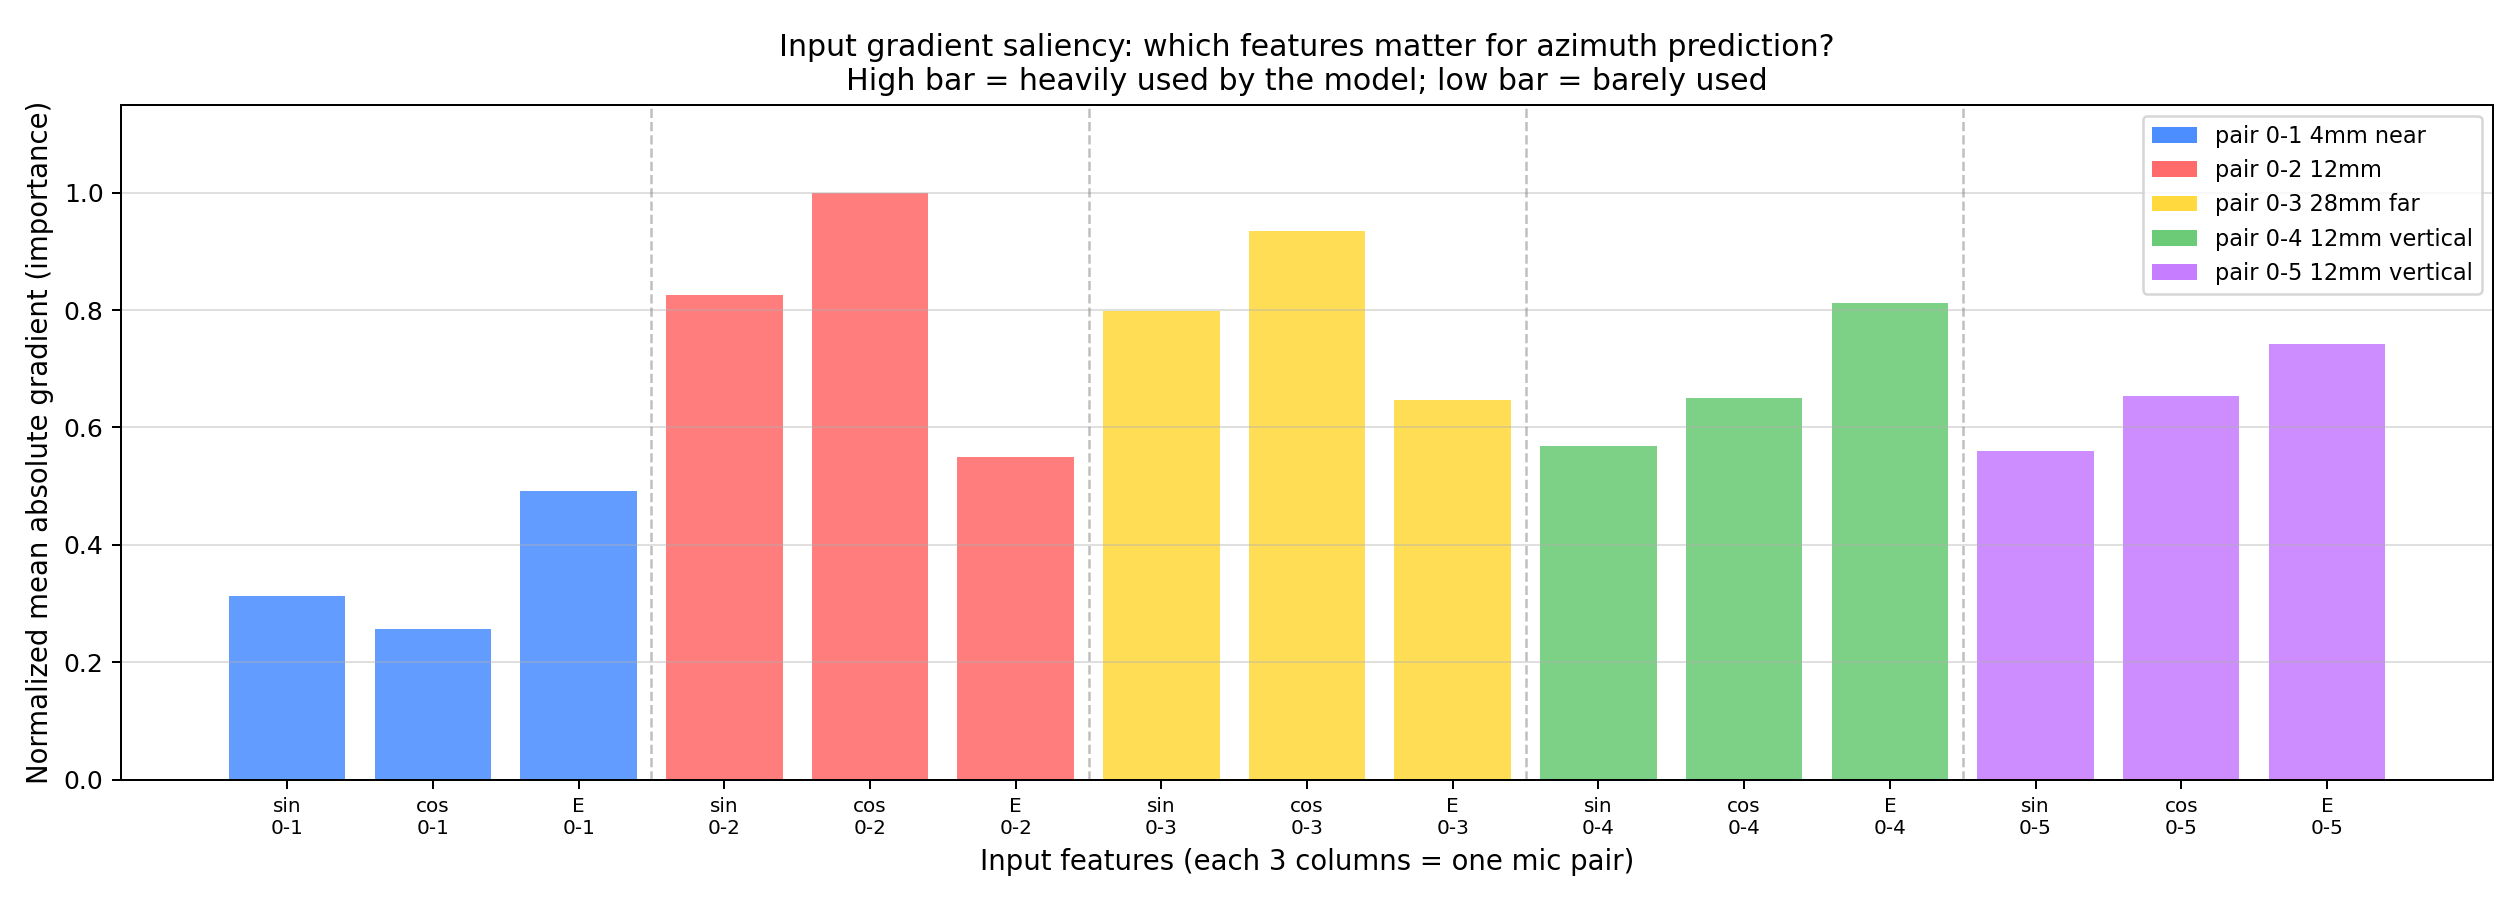 Input gradient saliency: which features matter for azimuth prediction?
High bar = heavily used by the model; low bar = barely used
Normalized mean absolute gradient (importance)
1.0
0.8
0.6
0.4
0.2
0.0
pair 0-1 4mm near
pair 0-2 12mm
pair 0-3 28mm far
pair 0-4 12mm vertical
pair 0-5 12mm vertical
sin cos E sin cos E sin cos E sin cos E sin cos E
0-1 0-1 0-1 0-2 0-2 0-2 0-3 0-3 0-3 0-4 0-4 0-4 0-5 0-5 0-5
Input features (each 3 columns = one mic pair)